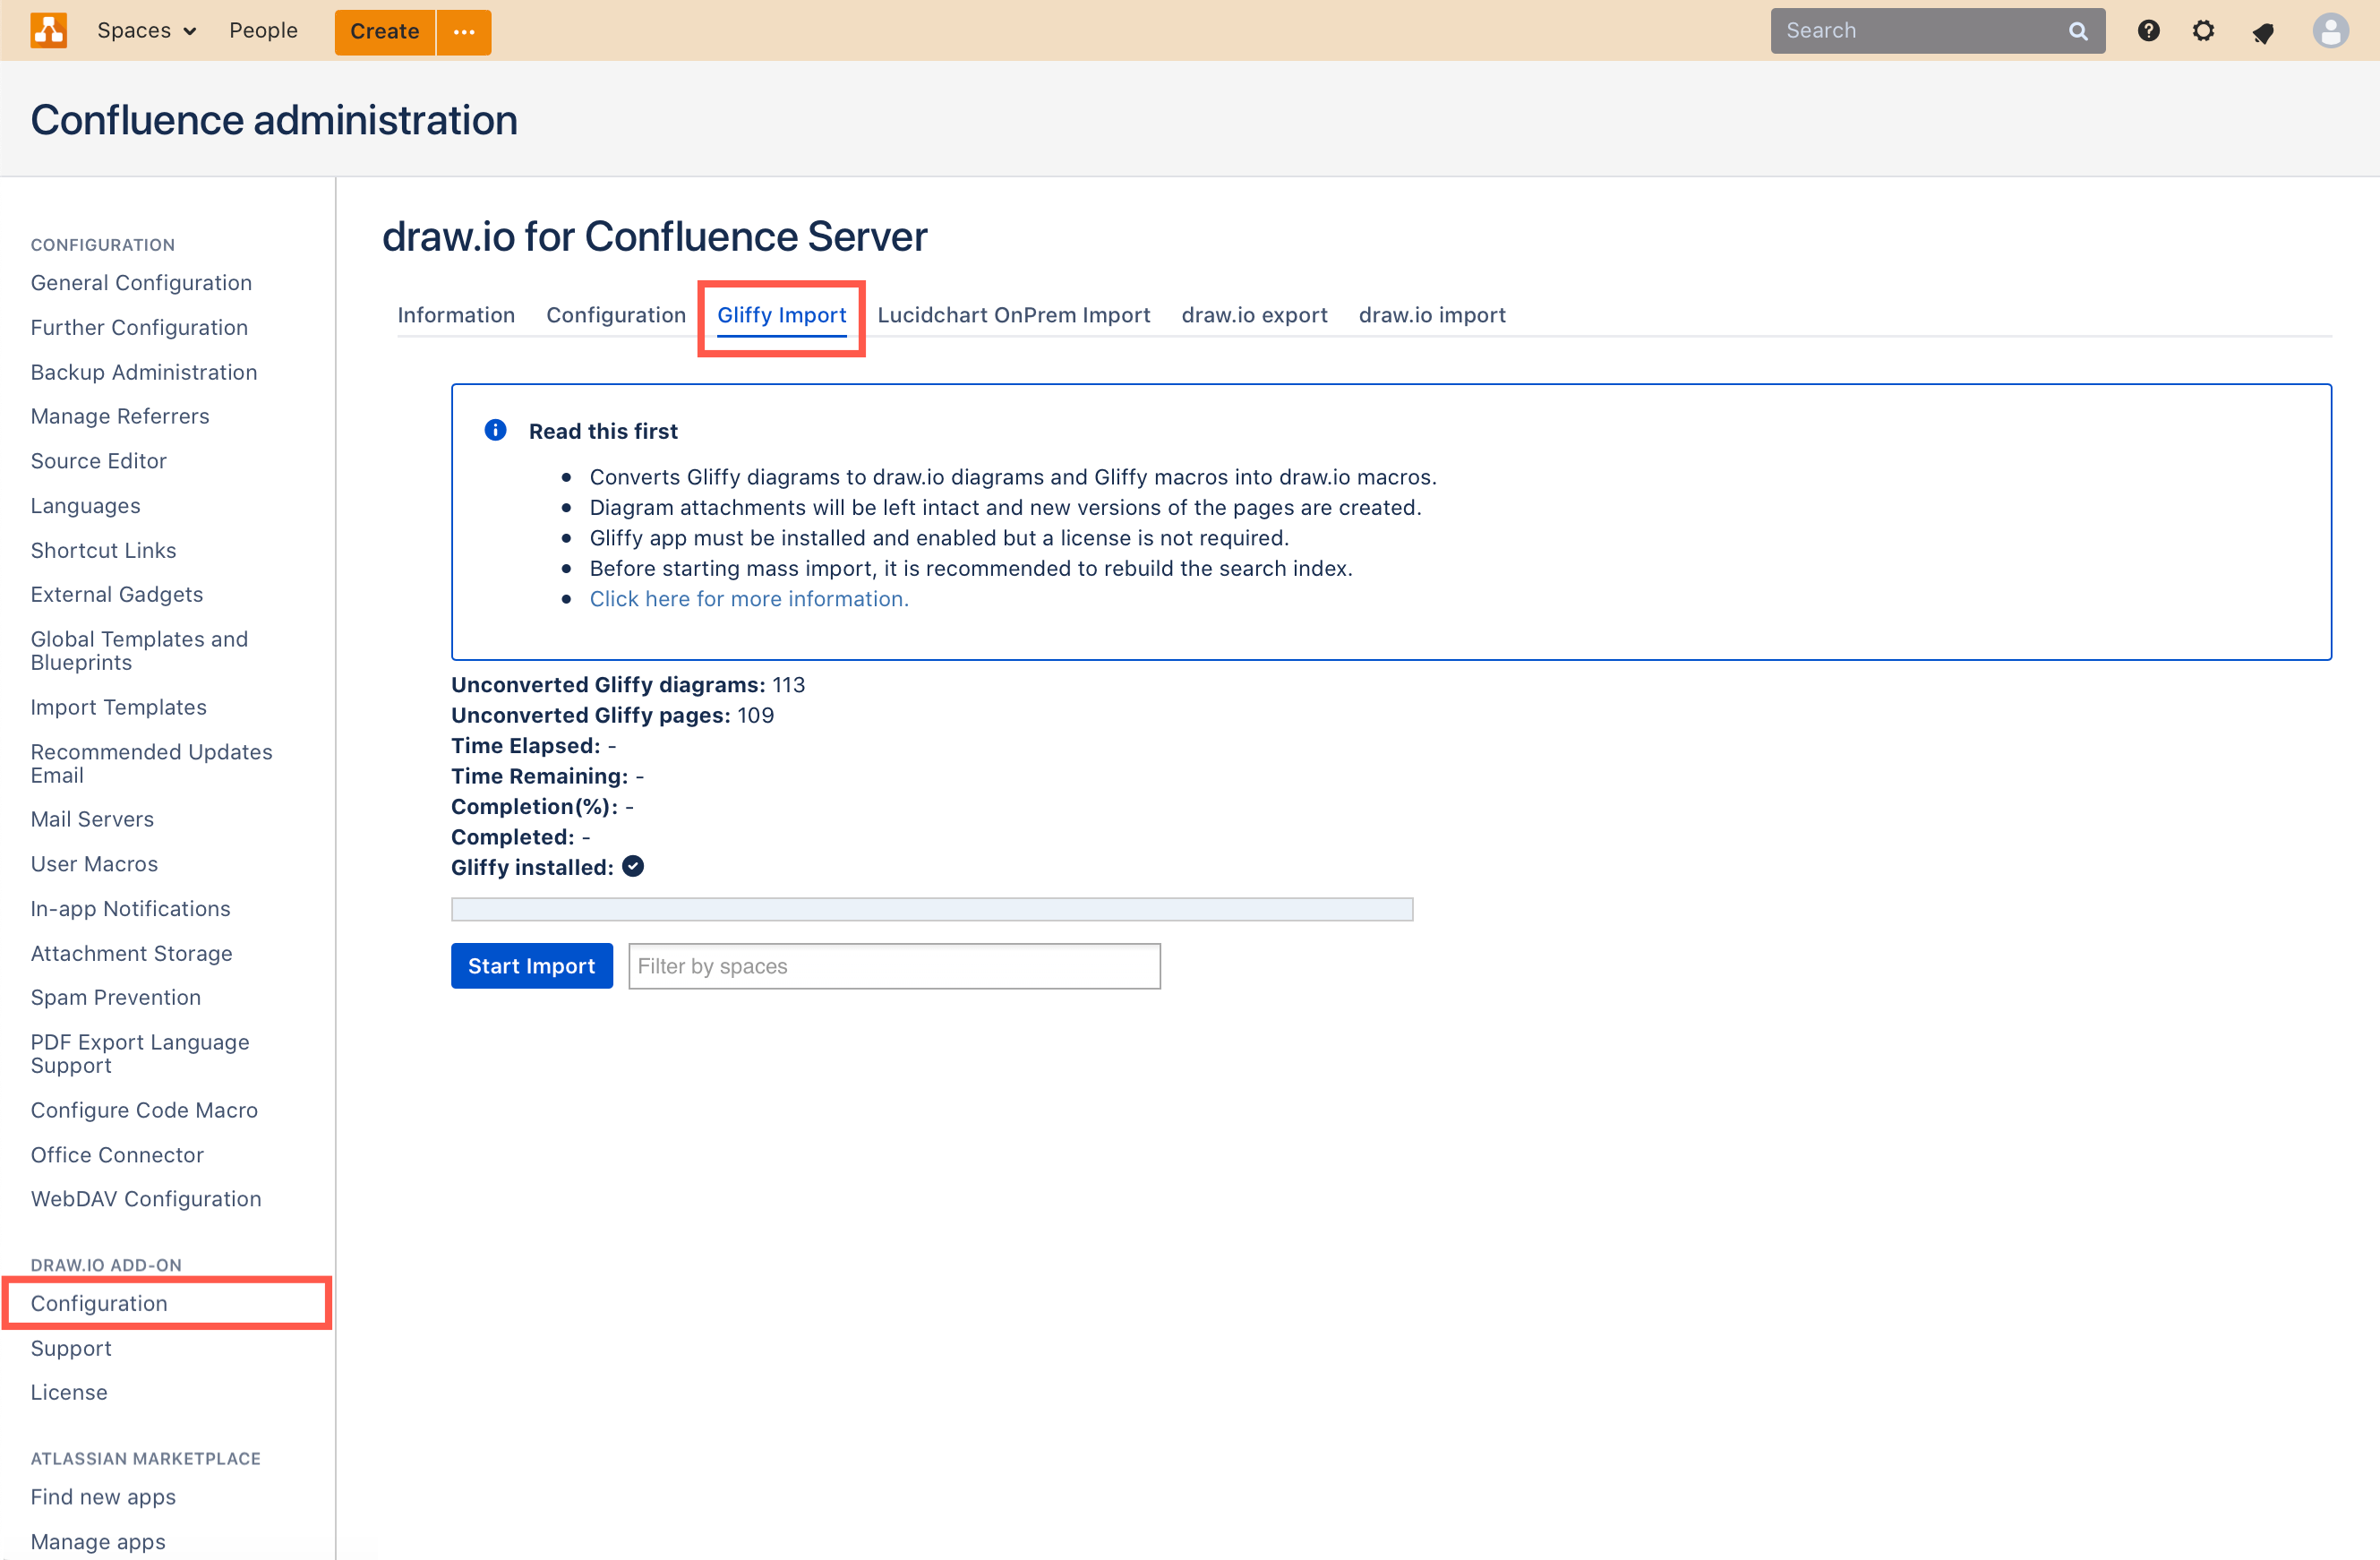 Spaces People Create ··· Search
Confluence administration
CONFIGURATION
General Configuration
Further Configuration
Backup Administration
Manage Referrers
Source Editor
Languages
Shortcut Links
External Gadgets
Global Templates and
Blueprints
Import Templates
Recommended Updates
Email
Mail Servers
User Macros
In-app Notifications
Attachment Storage
Spam Prevention
PDF Export Language
Support
Configure Code Macro
Office Connector
WebDAV Configuration
DRAW.IO ADD-ON
Configuration
Support
License
ATLASSIAN MARKETPLACE
Find new apps
Manage apps
draw.io for Confluence Server
Information Configuration Gliffy Import Lucidchart OnPrem Import draw.io export draw.io import
Read this first
• Converts Gliffy diagrams to draw.io diagrams and Gliffy macros into draw.io macros.
• Diagram attachments will be left intact and new versions of the pages are created.
• Gliffy app must be installed and enabled but a license is not required.
• Before starting mass import, it is recommended to rebuild the search index.
• Click here for more information.
Unconverted Gliffy diagrams: 113
Unconverted Gliffy pages: 109
Time Elapsed: -
Time Remaining: -
Completion(%): -
Completed: -
Gliffy installed:
Start Import Filter by spaces